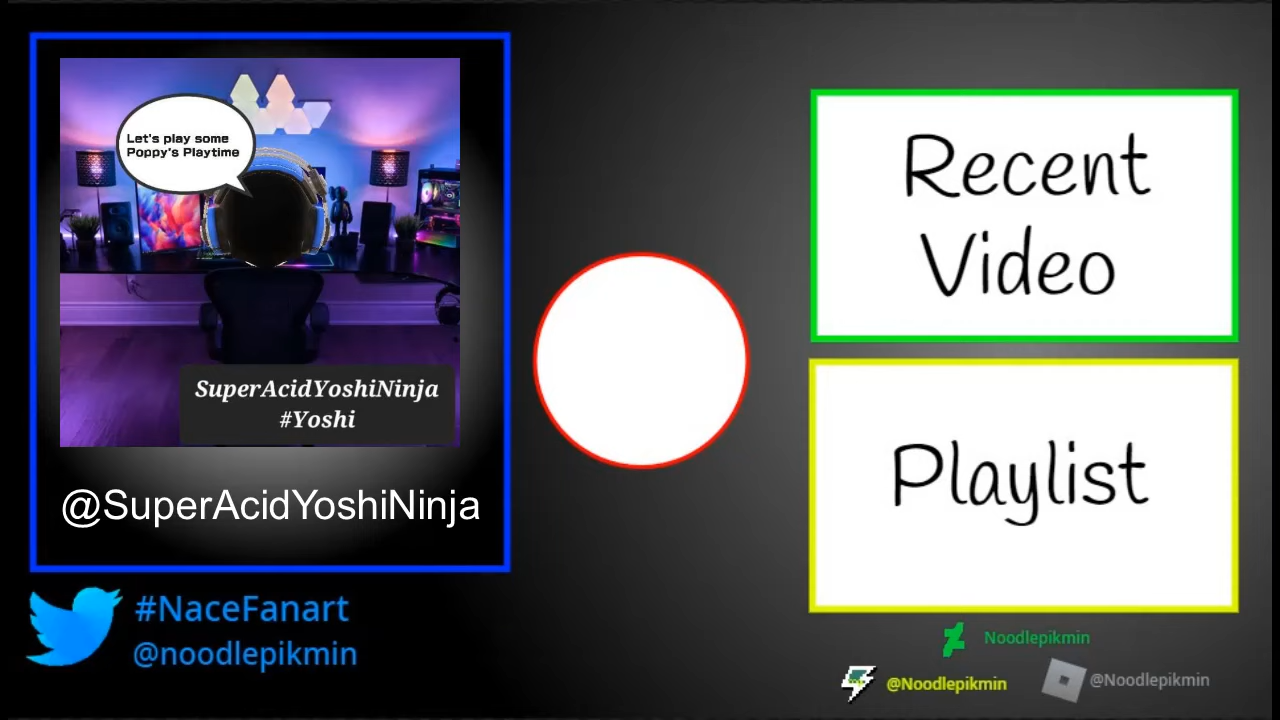 Let's play some
Poppy's Playtime
SuperAcidYoshiNinja
#Yoshi
@SuperAcidYoshiNinja
#NaceFanart
@noodlepikmin
Recent
Video
Playlist
Noodlepikmin
@Noodlepikmin
@Noodlepikmin